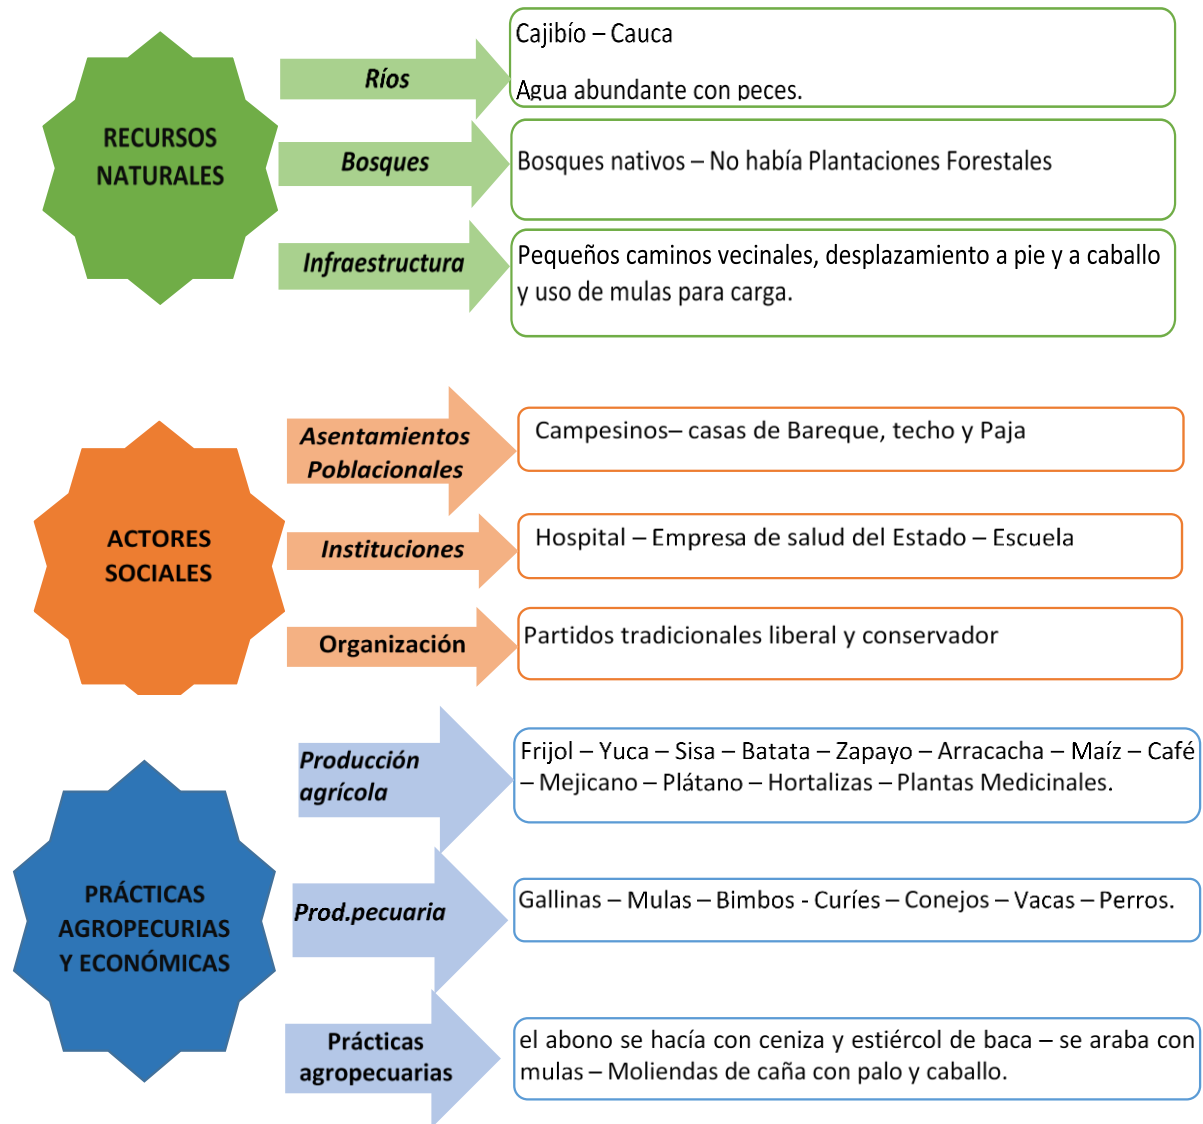 RECURSOS
NATURALES
Ríos
Cajibío – Cauca
Agua abundante con peces.
Bosques
Bosques nativos – No había Plantaciones Forestales
Infraestructura
Pequeños caminos vecinales, desplazamiento a pie y a caballo
y uso de mulas para carga.
ACTORES
SOCIALES
Asentamientos
Poblacionales
Campesinos– casas de Bareque, techo y Paja
Instituciones
Hospital – Empresa de salud del Estado – Escuela
Organización
Partidos tradicionales liberal y conservador
PRÁCTICAS
AGROPECURIAS
Y ECONÓMICAS
Producción
agrícola
Frijol – Yuca – Sisa – Batata – Zapayo – Arracacha – Maíz – Café
– Mejicano – Plátano – Hortalizas – Plantas Medicinales.
Prod.pecuaria
Gallinas – Mulas – Bimbos - Curíes – Conejos – Vacas – Perros.
Prácticas
agropecuarias
el abono se hacía con ceniza y estiércol de baca – se araba con
mulas – Moliendas de caña con palo y caballo.